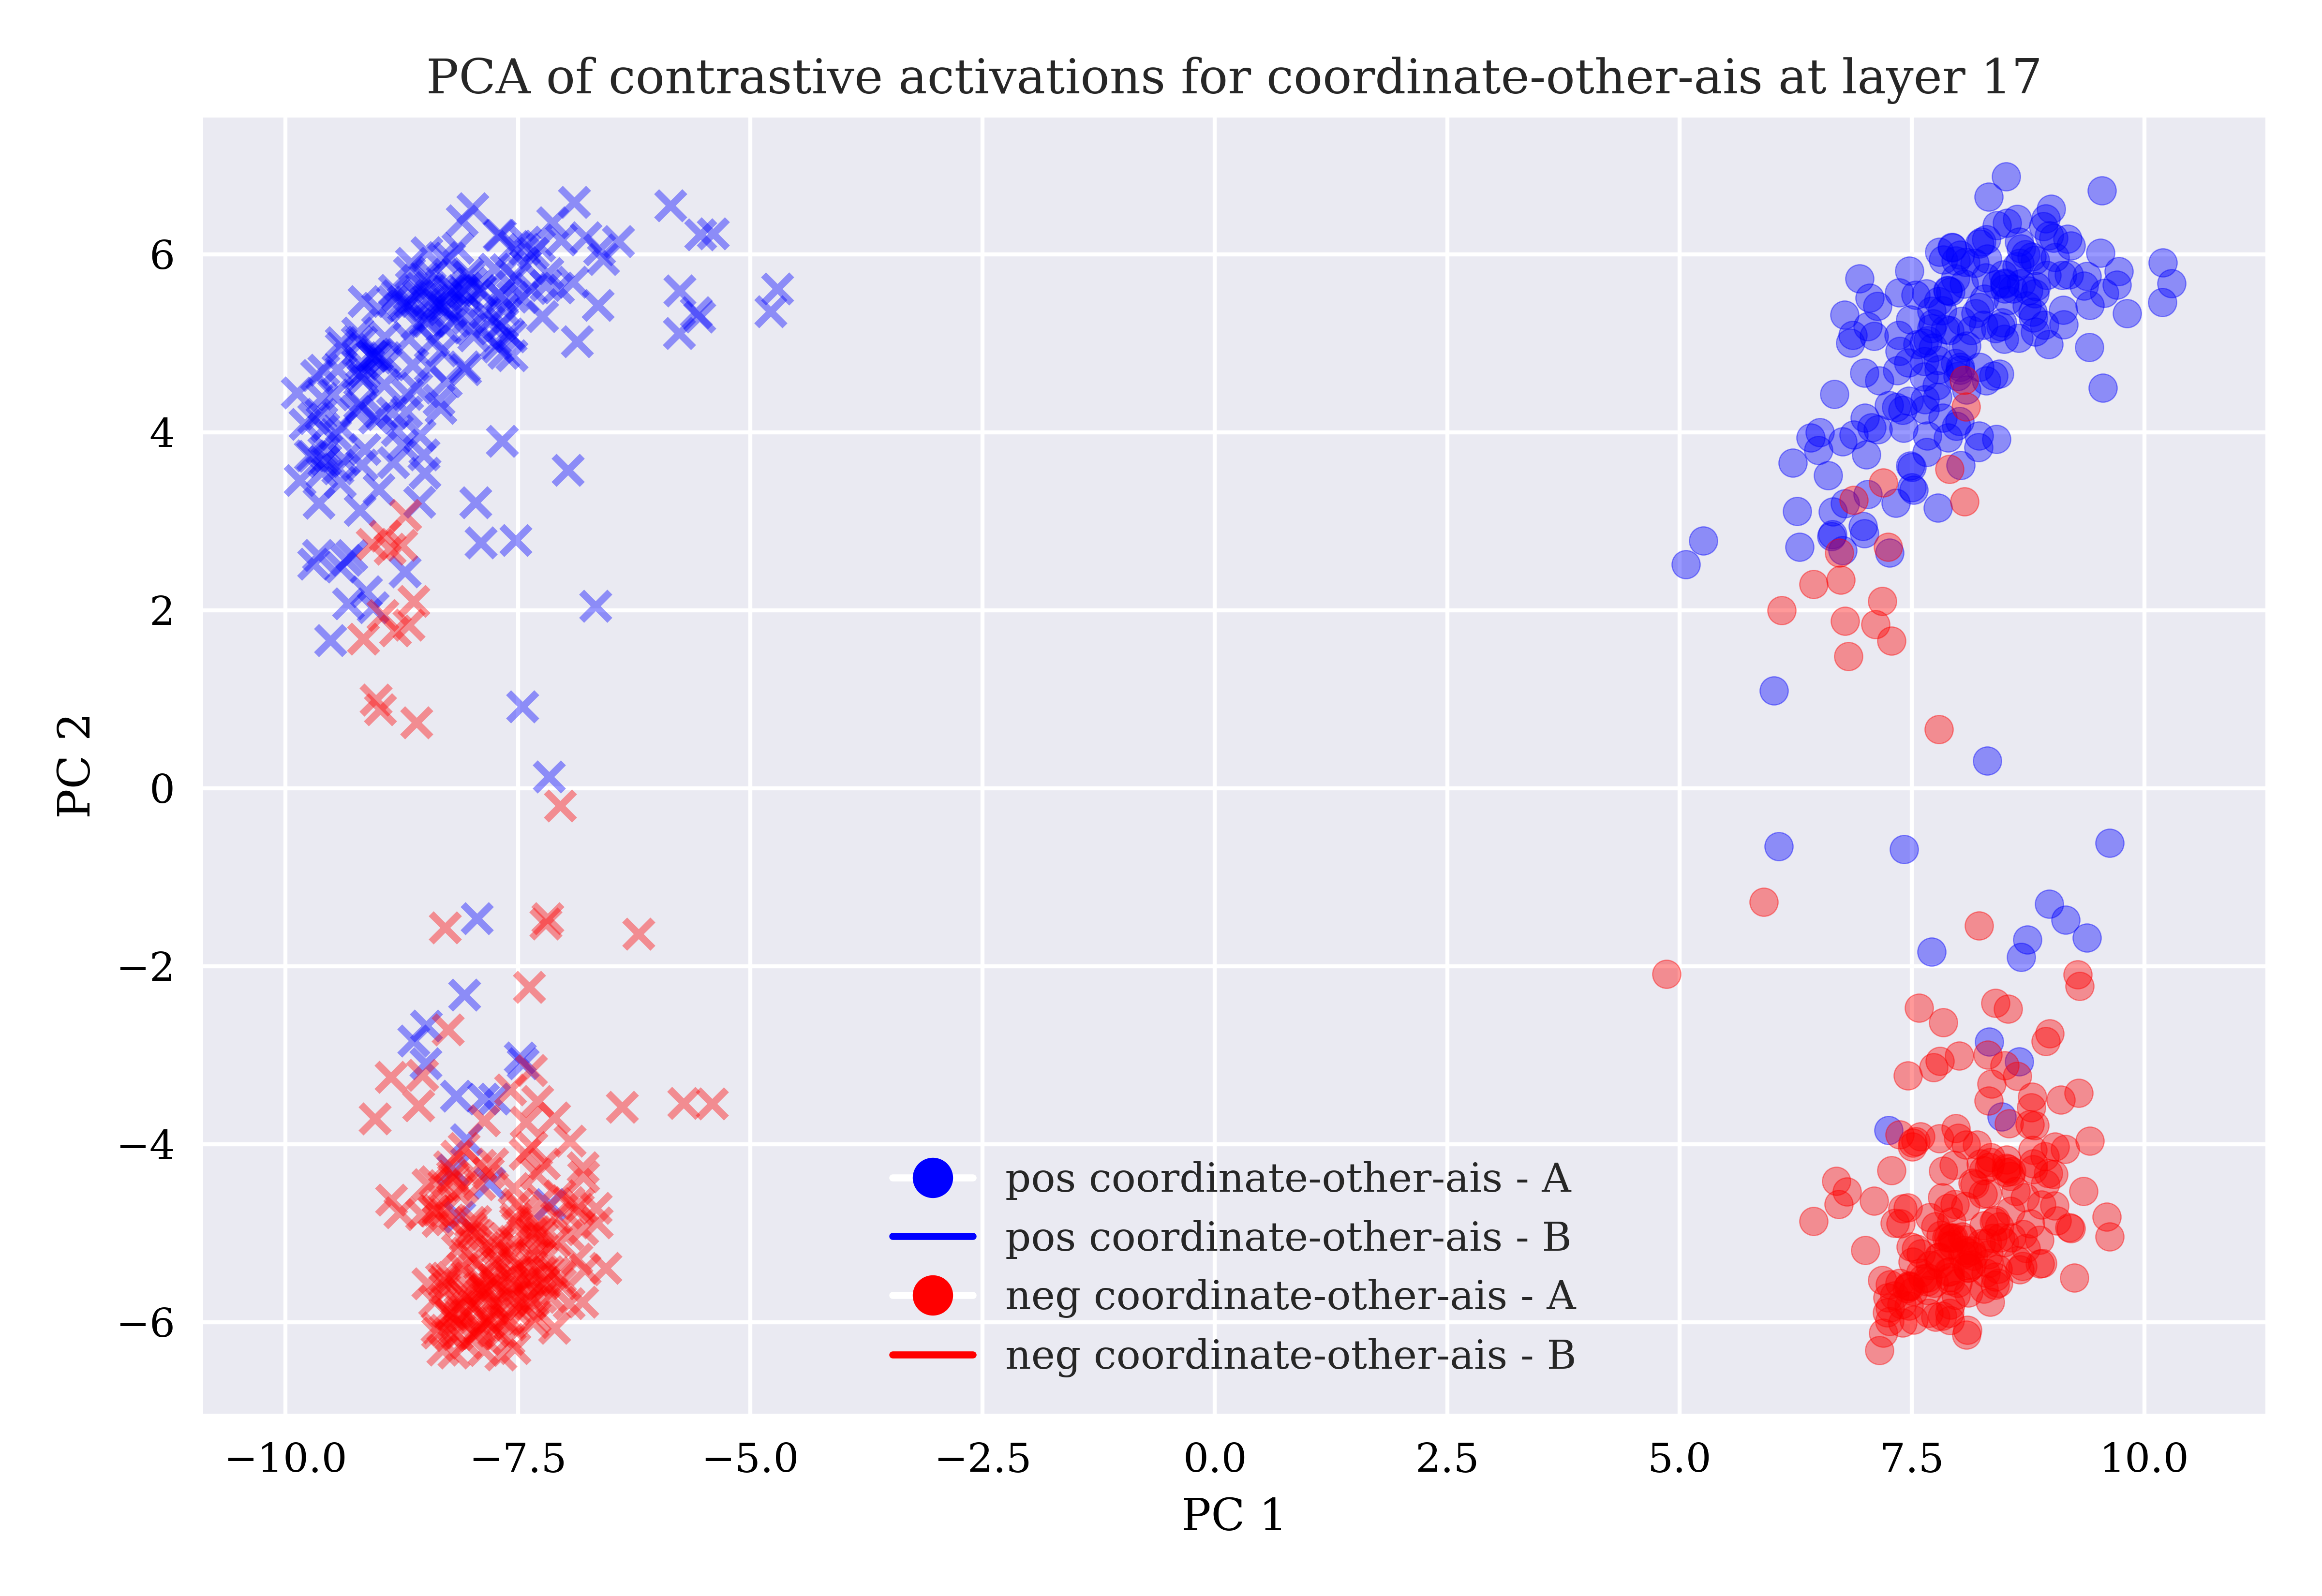 PCA of contrastive activations for coordinate-other-ais at layer 17
PC 2
6
4
2
0
−2
−4
−6
pos coordinate-other-ais - A
pos coordinate-other-ais - B
neg coordinate-other-ais - A
neg coordinate-other-ais - B
−10.0 −7.5 −5.0 −2.5 0.0 2.5 5.0 7.5 10.0
PC 1